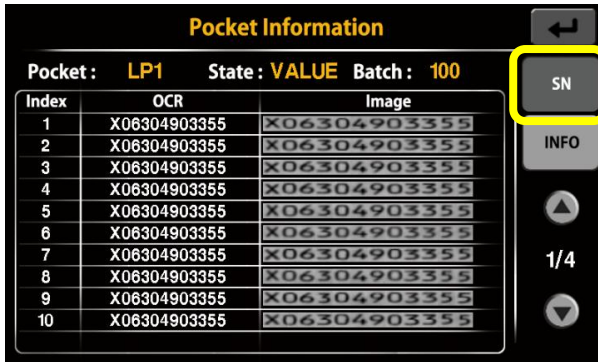 Pocket Information
Pocket : LP1 State : VALUE Batch : 100
SN
Index OCR Image
1 X06304903355 X06304903355
2 X06304903355 X06304903355
INFO
3 X06304903355 X06304903355
4 X06304903355 X06304903355
5 X06304903355 X06304903355
6 X06304903355 X06304903355
7 X06304903355 X06304903355
1/4
8 X06304903355 X06304903355
9 X06304903355 X06304903355
10 X06304903355 X06304903355